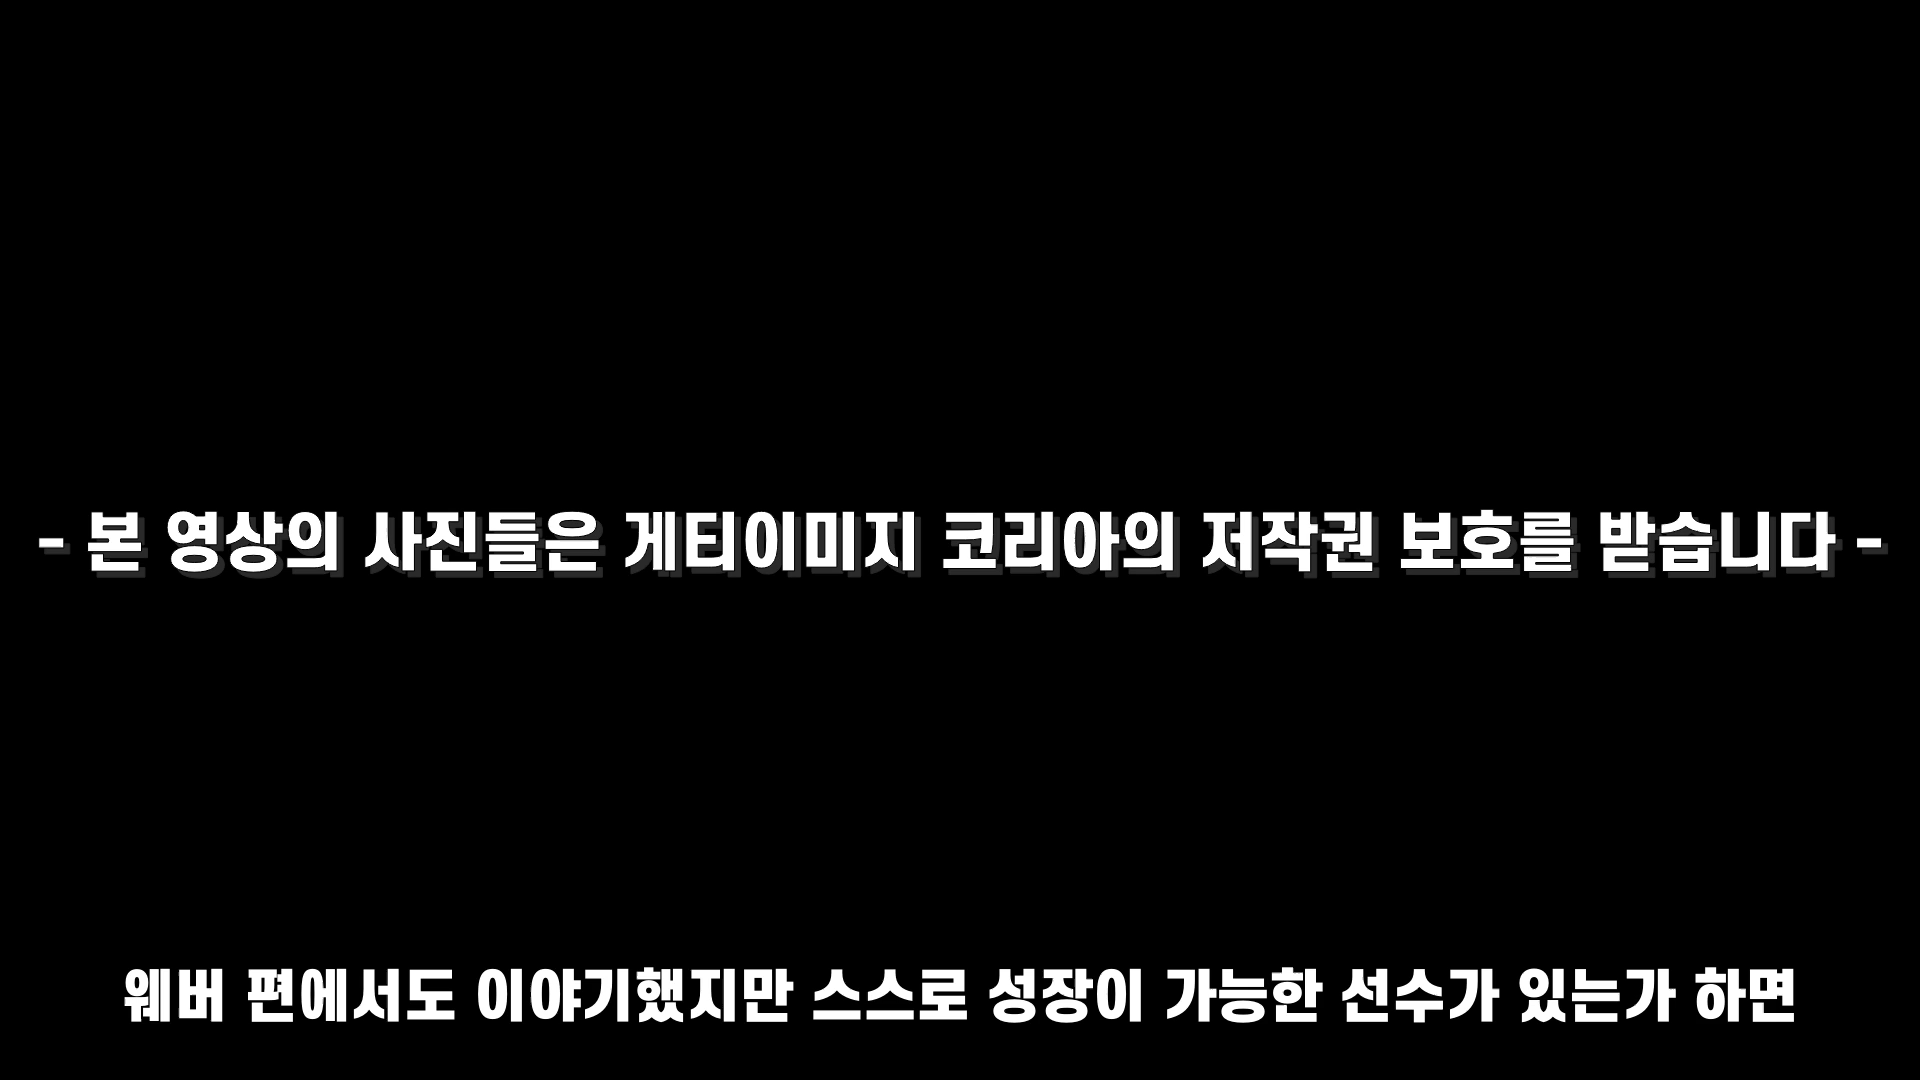 - 본 영상의 사진들은 게티이미지 코리아의 저작권 보호를 받습니다 -
웨버 편에서도 이야기했지만 스스로 성장이 가능한 선수가 있는가 하면